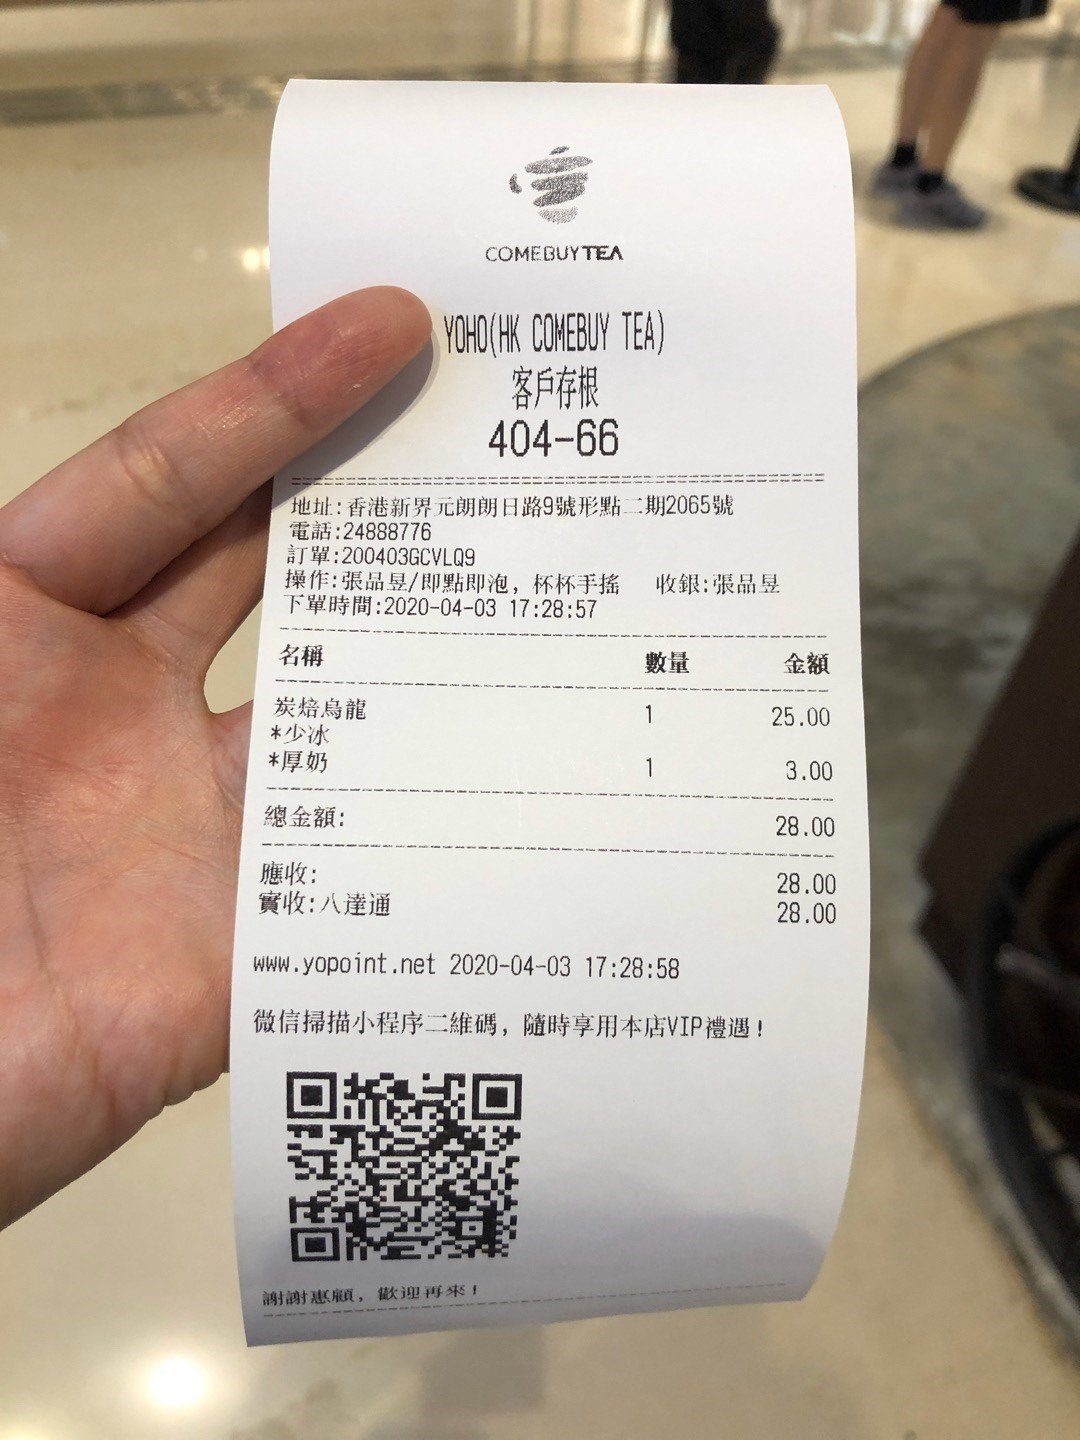 COMEBUYTEA
YOHO(HK COMEBUY TEA)
客戶存根
404-66
地址:香港新界元朗朗日路9號形點二期2065號
電話:24888776
訂單:200403GCVLQ9
操作:張品昱/即點即泡，杯杯手搖 收銀:張品昱
下單時間:2020-04-03 17:28:57
名稱 數量 金額
炭焙烏龍 1 25.00
*少冰
*厚奶 1 3.00
總金額: 28.00
應收: 28.00
實收:八達通 28.00
www.yopoint.net 2020-04-03 17:28:58
微信掃描小程序二維碼，隨時享用本店VIP禮遇!
謝謝惠顧，歡迎再來!